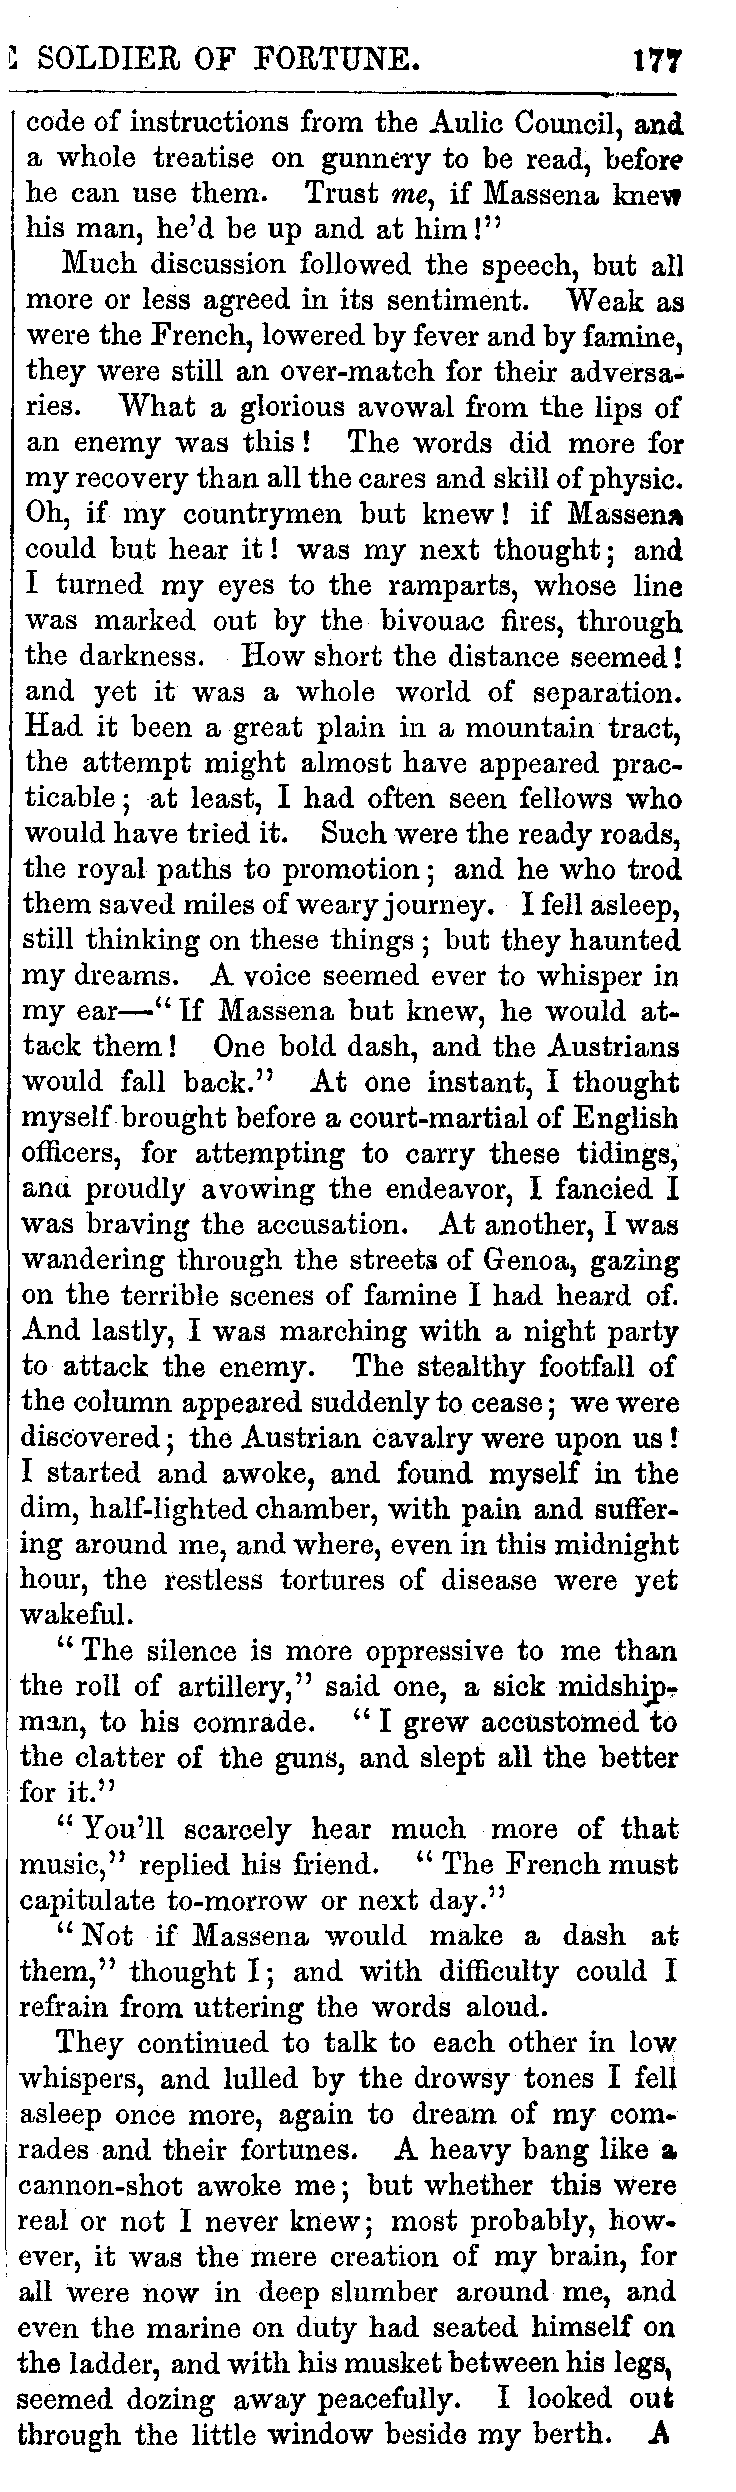 SOLDIER OF FORTUNE. 177
code of instructions from the Aulic Council, and
a whole treatise on gunnery to be read, before
he can use them. Trust me, if Massena knew
his man, he'd be up and at him!"
Much discussion followed the speech, but all
more or less agreed in its sentiment. Weak as
were the French, lowered by fever and by famine,
they were still an over-match for their adversa-
ries. What a glorious avowal from the lips of
an enemy was this! The words did more for
my recovery than all the cares and skill of physic.
Oh, if my countrymen but knew! if Massena
could but hear it! was my next thought; and
I turned my eyes to the ramparts, whose line
was marked out by the bivouac fires, through
the darkness. How short the distance seemed!
and yet it was a whole world of separation.
Had it been a great plain in a mountain tract,
the attempt might almost have appeared prac-
ticable; at least, I had often seen fellows who
would have tried it. Such were the ready roads,
the royal paths to promotion; and he who trod
them saved miles of weary journey. I fell asleep,
still thinking on these things; but they haunted
my dreams. A voice seemed ever to whisper in
my ear—"If Massena but knew, he would at-
tack them! One bold dash, and the Austrians
would fall back." At one instant, I thought
myself brought before a court-martial of English
officers, for attempting to carry these tidings,
and proudly avowing the endeavor, I fancied I
was braving the accusation. At another, I was
wandering through the streets of Genoa, gazing
on the terrible scenes of famine I had heard of.
And lastly, I was marching with a night party
to attack the enemy. The stealthy footfall of
the column appeared suddenly to cease; we were
discovered; the Austrian cavalry were upon us!
I started and awoke, and found myself in the
dim, half-lighted chamber, with pain and suffer-
ing around me, and where, even in this midnight
hour, the restless tortures of disease were yet
wakeful.
"The silence is more oppressive to me than
the roll of artillery," said one, a sick midship-
man, to his comrade. "I grew accustomed to
the clatter of the guns, and slept all the better
for it."
"You'll scarcely hear much more of that
music," replied his friend. "The French must
capitulate to-morrow or next day."
"Not if Massena would make a dash at
them," thought I; and with difficulty could I
refrain from uttering the words aloud.
They continued to talk to each other in low
whispers, and lulled by the drowsy tones I fell
asleep once more, again to dream of my com-
rades and their fortunes. A heavy bang like a
cannon-shot awoke me; but whether this were
real or not I never knew; most probably, how-
ever, it was the mere creation of my brain, for
all were now in deep slumber around me, and
even the marine on duty had seated himself on
the ladder, and with his musket between his legs,
seemed dozing away peacefully. I looked out
through the little window beside my berth. A